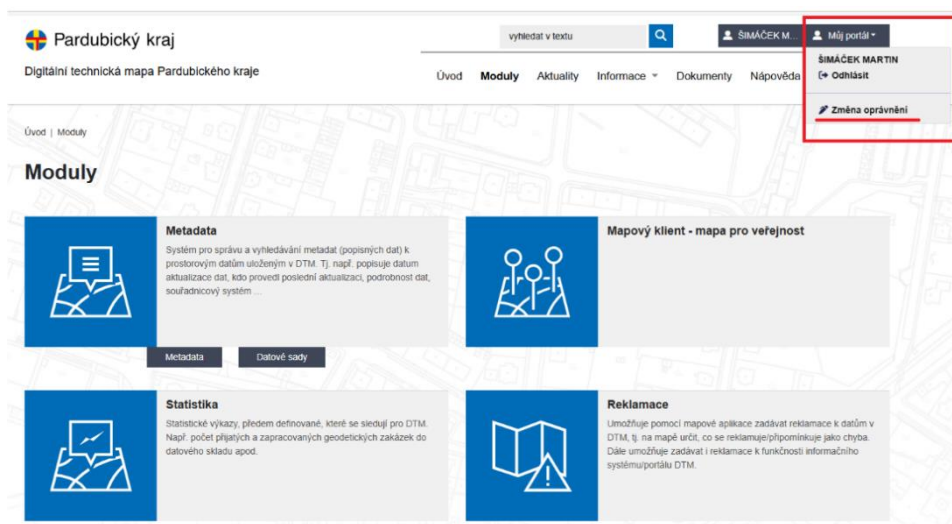 Pardubický kraj
vyhledat v textu
ŠIMÁČEK M...
Můj portál
Digitální technická mapa Pardubického kraje
Úvod Moduly Aktuality Informace Dokumenty Nápověda
ŠIMÁČEK MARTIN
Odhlásit
Změna oprávnění
Úvod | Moduly
Moduly
Metadata
Systém pro správu a vyhledávání metadat (popisných dat) k
prostorovým datům uloženým v DTM. Tj. např. popisuje datum
aktualizace dat, kdo provedl poslední aktualizaci, podrobnost dat,
souřadnicový systém ...
Metadata
Datové sady
Mapový klient - mapa pro veřejnost
Statistika
Statistické výkazy, předem definované, které se sledují pro DTM.
Např. počet přijatých a zapracovaných geodetických zakázek do
datového skladu apod.
Reklamace
Umožňuje pomocí mapové aplikace zadávat reklamace k datům v
DTM, tj. na mapě určit, co se reklamuje/připomínkuje jako chyba.
Dále umožňuje zadávat i reklamace k funkčnosti informačního
systému/portálu DTM.